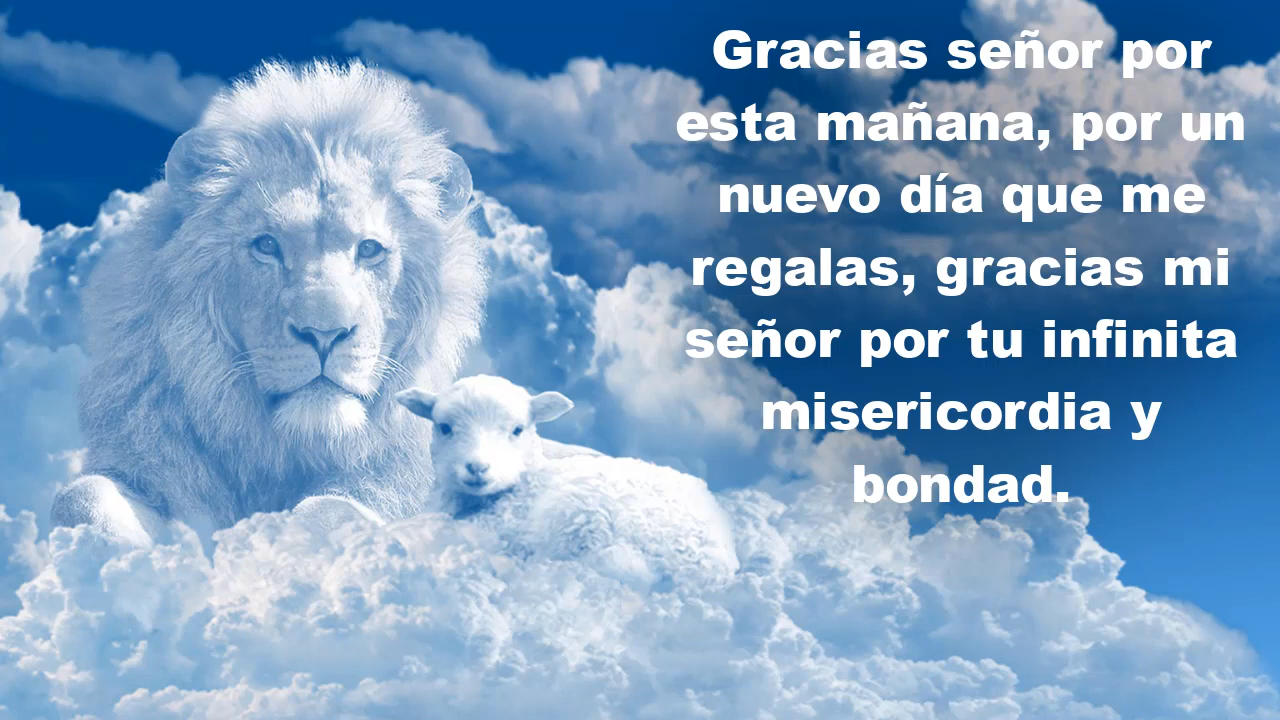 Gracias señor por
esta mañana, por un
nuevo día que me
regalas, gracias mi
señor por tu infinita
misericordia y
bondad.